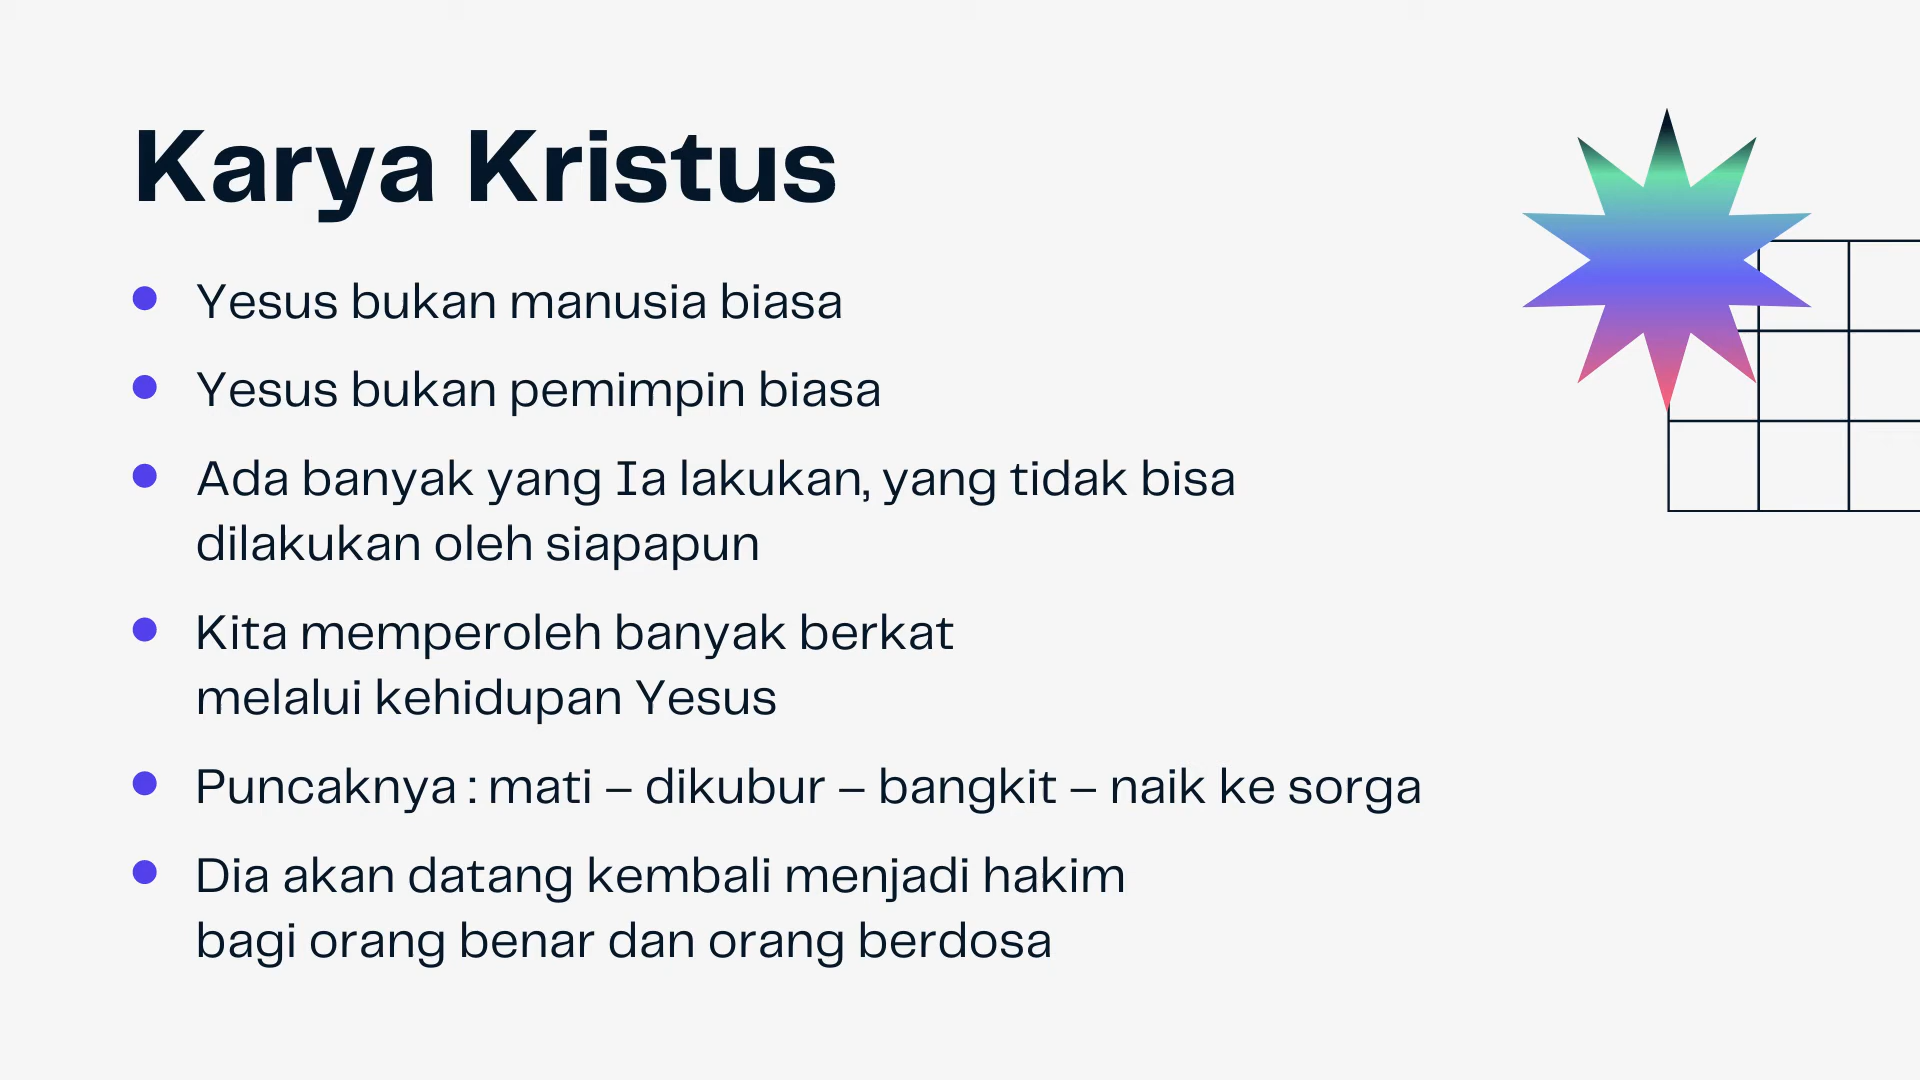 Karya Kristus
Yesus bukan manusia biasa
Yesus bukan pemimpin biasa
Ada banyak yang Ia lakukan, yang tidak bisa
dilakukan oleh siapapun
Kita memperoleh banyak berkat
melalui kehidupan Yesus
Puncaknya : mati – dikubur – bangkit – naik ke sorga
Dia akan datang kembali menjadi hakim
bagi orang benar dan orang berdosa